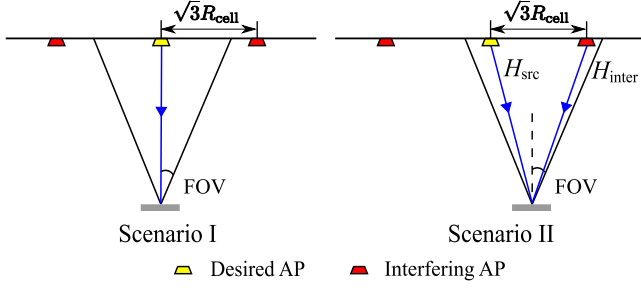 √3R_cell
√3R_cell
H_src
H_inter
FOV
FOV
Scenario I
Scenario II
Desired AP
Interfering AP